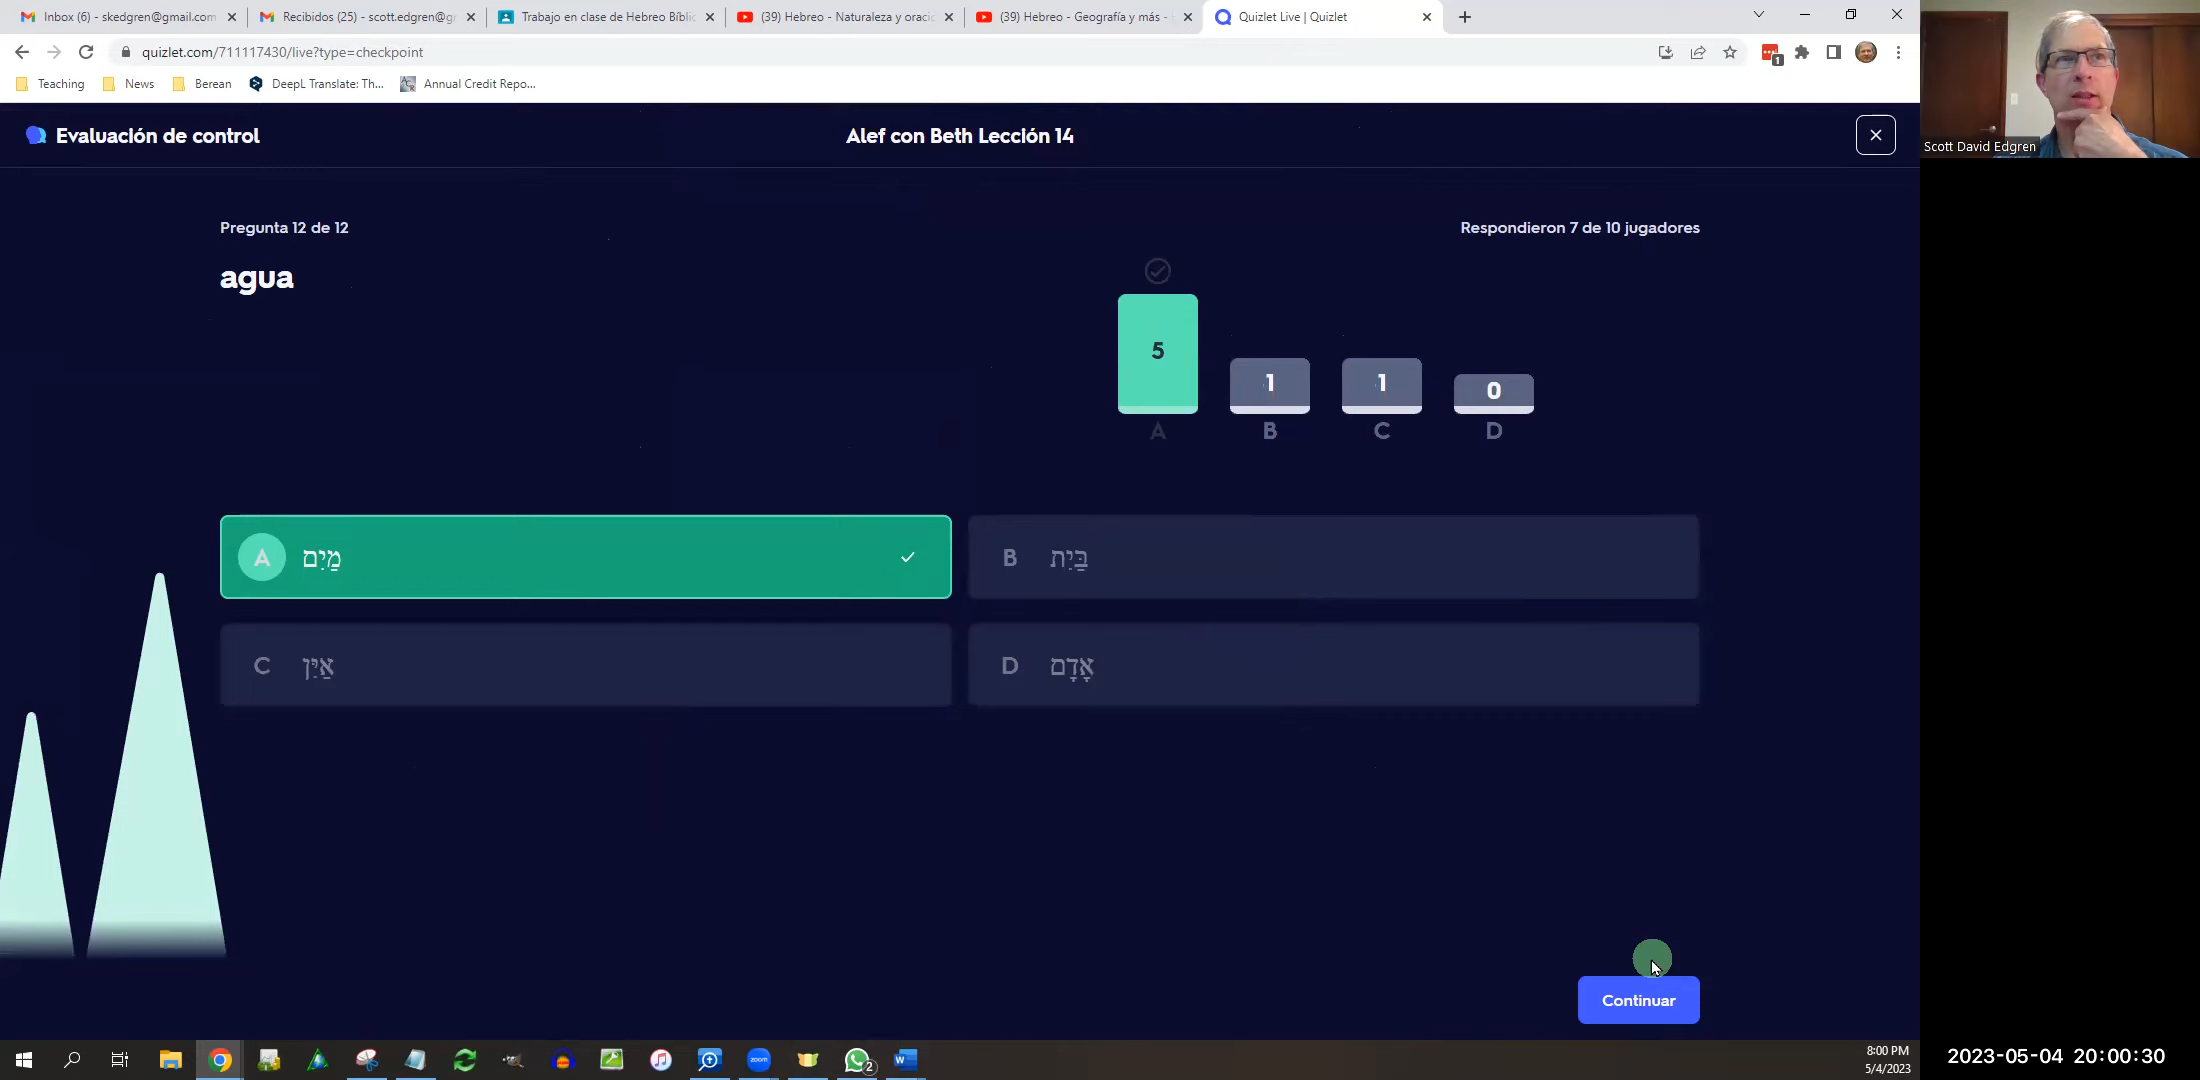 Inbox (6) - skedgren@gmail.com
Recibidos (25) - scott.edgren@gr
Trabajo en clase de Hebreo Bíblic
(39) Hebreo - Naturaleza y oraci
(39) Hebreo - Geografía y más -
Quizlet Live | Quizlet
quizlet.com/711117430/live?type=checkpoint
1
Teaching
News
Berean
DeepL Translate: Th...
Annual Credit Repo...
Scott David Edgren
Evaluación de control
Alef con Beth Lección 14
Pregunta 12 de 12
Respondieron 7 de 10 jugadores
agua
5
1
1
0
A
B
C
D
A מַיִם
B בַּיִת
C אַיִּן
D אָדָם
Continuar
zoom
2
8:00 PM
5/4/2023
2023-05-04 20:00:30